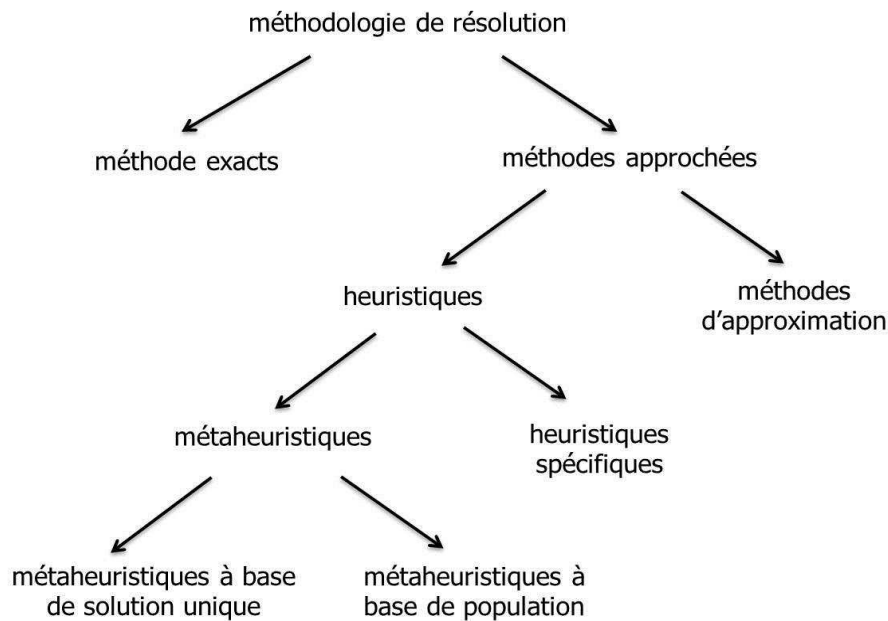 méthodologie de résolution
méthode exacts
méthodes approchées
heuristiques
méthodes
d'approximation
métaheuristiques
heuristiques
spécifiques
métaheuristiques à base
de solution unique
métaheuristiques à
base de population